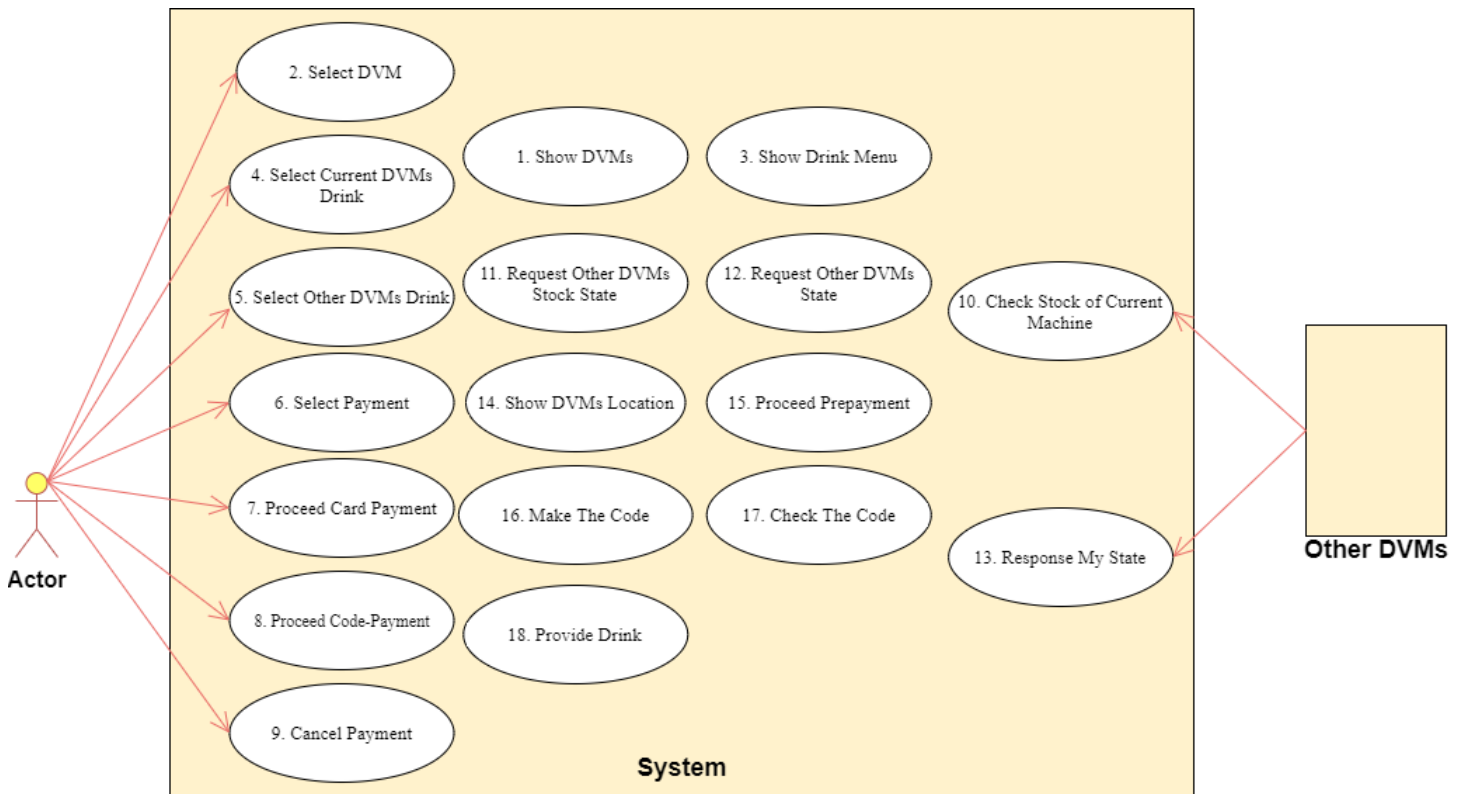 2. Select DVM
4. Select Current DVMs
Drink
5. Select Other DVMs Drink
6. Select Payment
7. Proceed Card Payment
8. Proceed Code-Payment
9. Cancel Payment
1. Show DVMs
3. Show Drink Menu
11. Request Other DVMs
Stock State
12. Request Other DVMs
State
14. Show DVMs Location
15. Proceed Prepayment
16. Make The Code
17. Check The Code
18. Provide Drink
10. Check Stock of Current
Machine
13. Response My State
Actor
System
Other DVMs